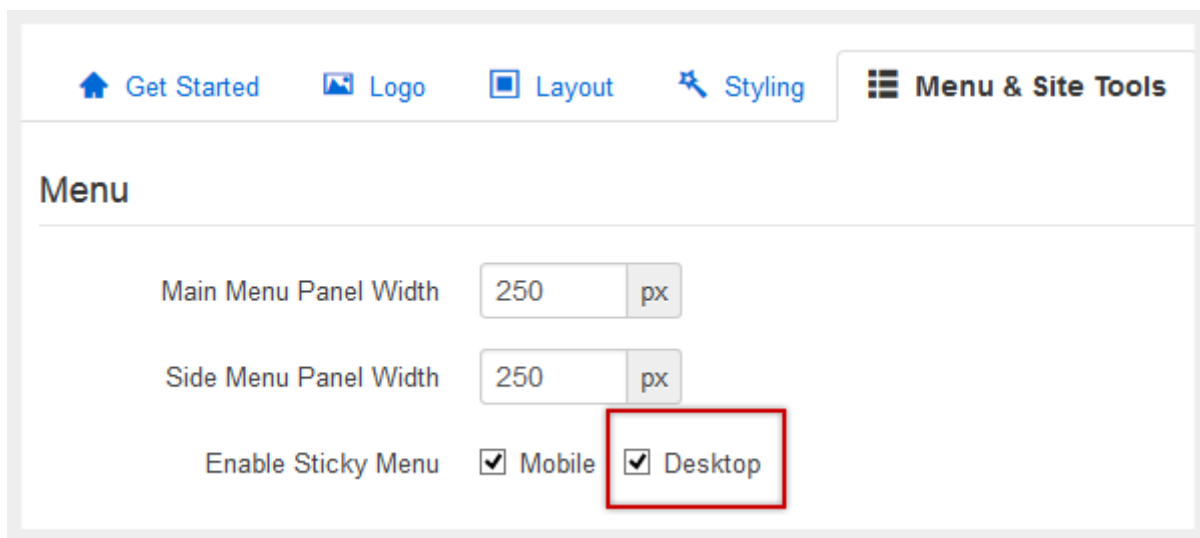 Get Started Logo Layout Styling Menu & Site Tools
Menu
Main Menu Panel Width 250 px
Side Menu Panel Width 250 px
Enable Sticky Menu Mobile Desktop